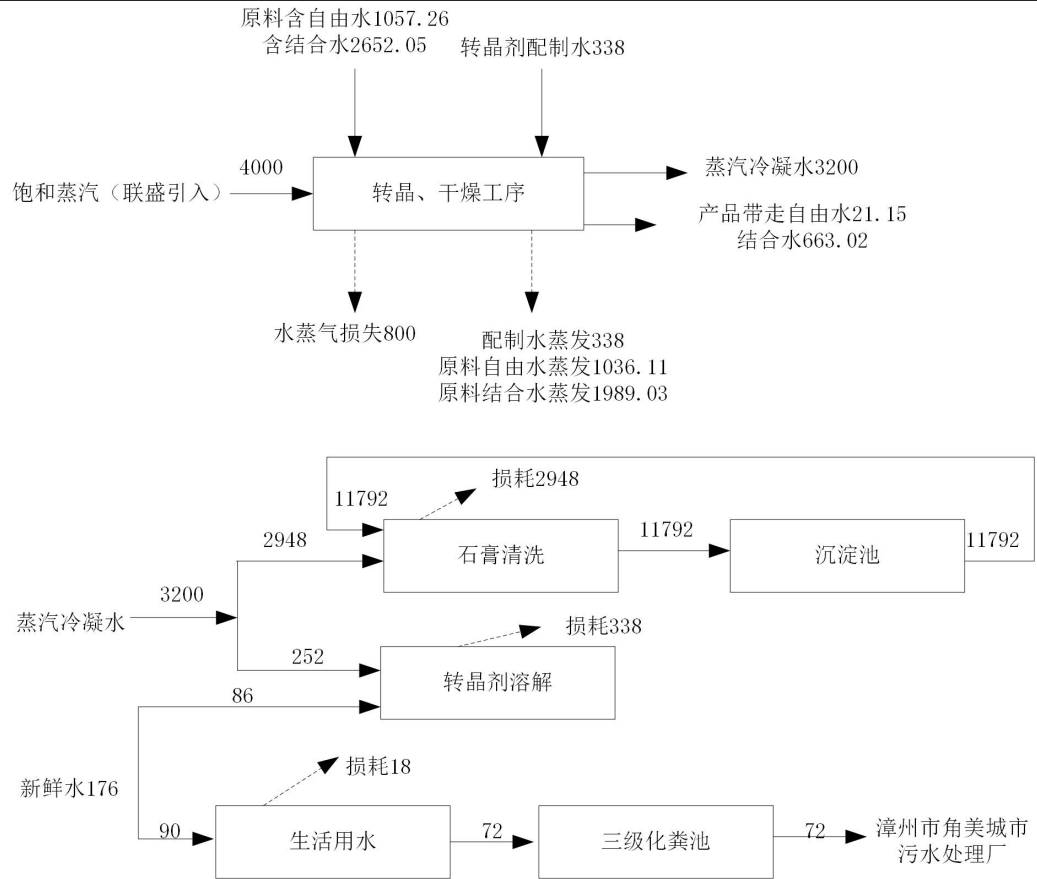 原料含自由水1057.26
含结合水2652.05
转晶剂配制水338
4000
饱和蒸汽（联盛引入）
转晶、干燥工序
蒸汽冷凝水3200
产品带走自由水21.15
结合水663.02
水蒸气损失800
配制水蒸发338
原料自由水蒸发1036.11
原料结合水蒸发1989.03
损耗2948
11792
2948
石膏清洗
11792
沉淀池
11792
3200
蒸汽冷凝水
252
损耗338
转晶剂溶解
86
新鲜水176
损耗18
90
生活用水
72
三级化粪池
72
漳州市角美城市
污水处理厂